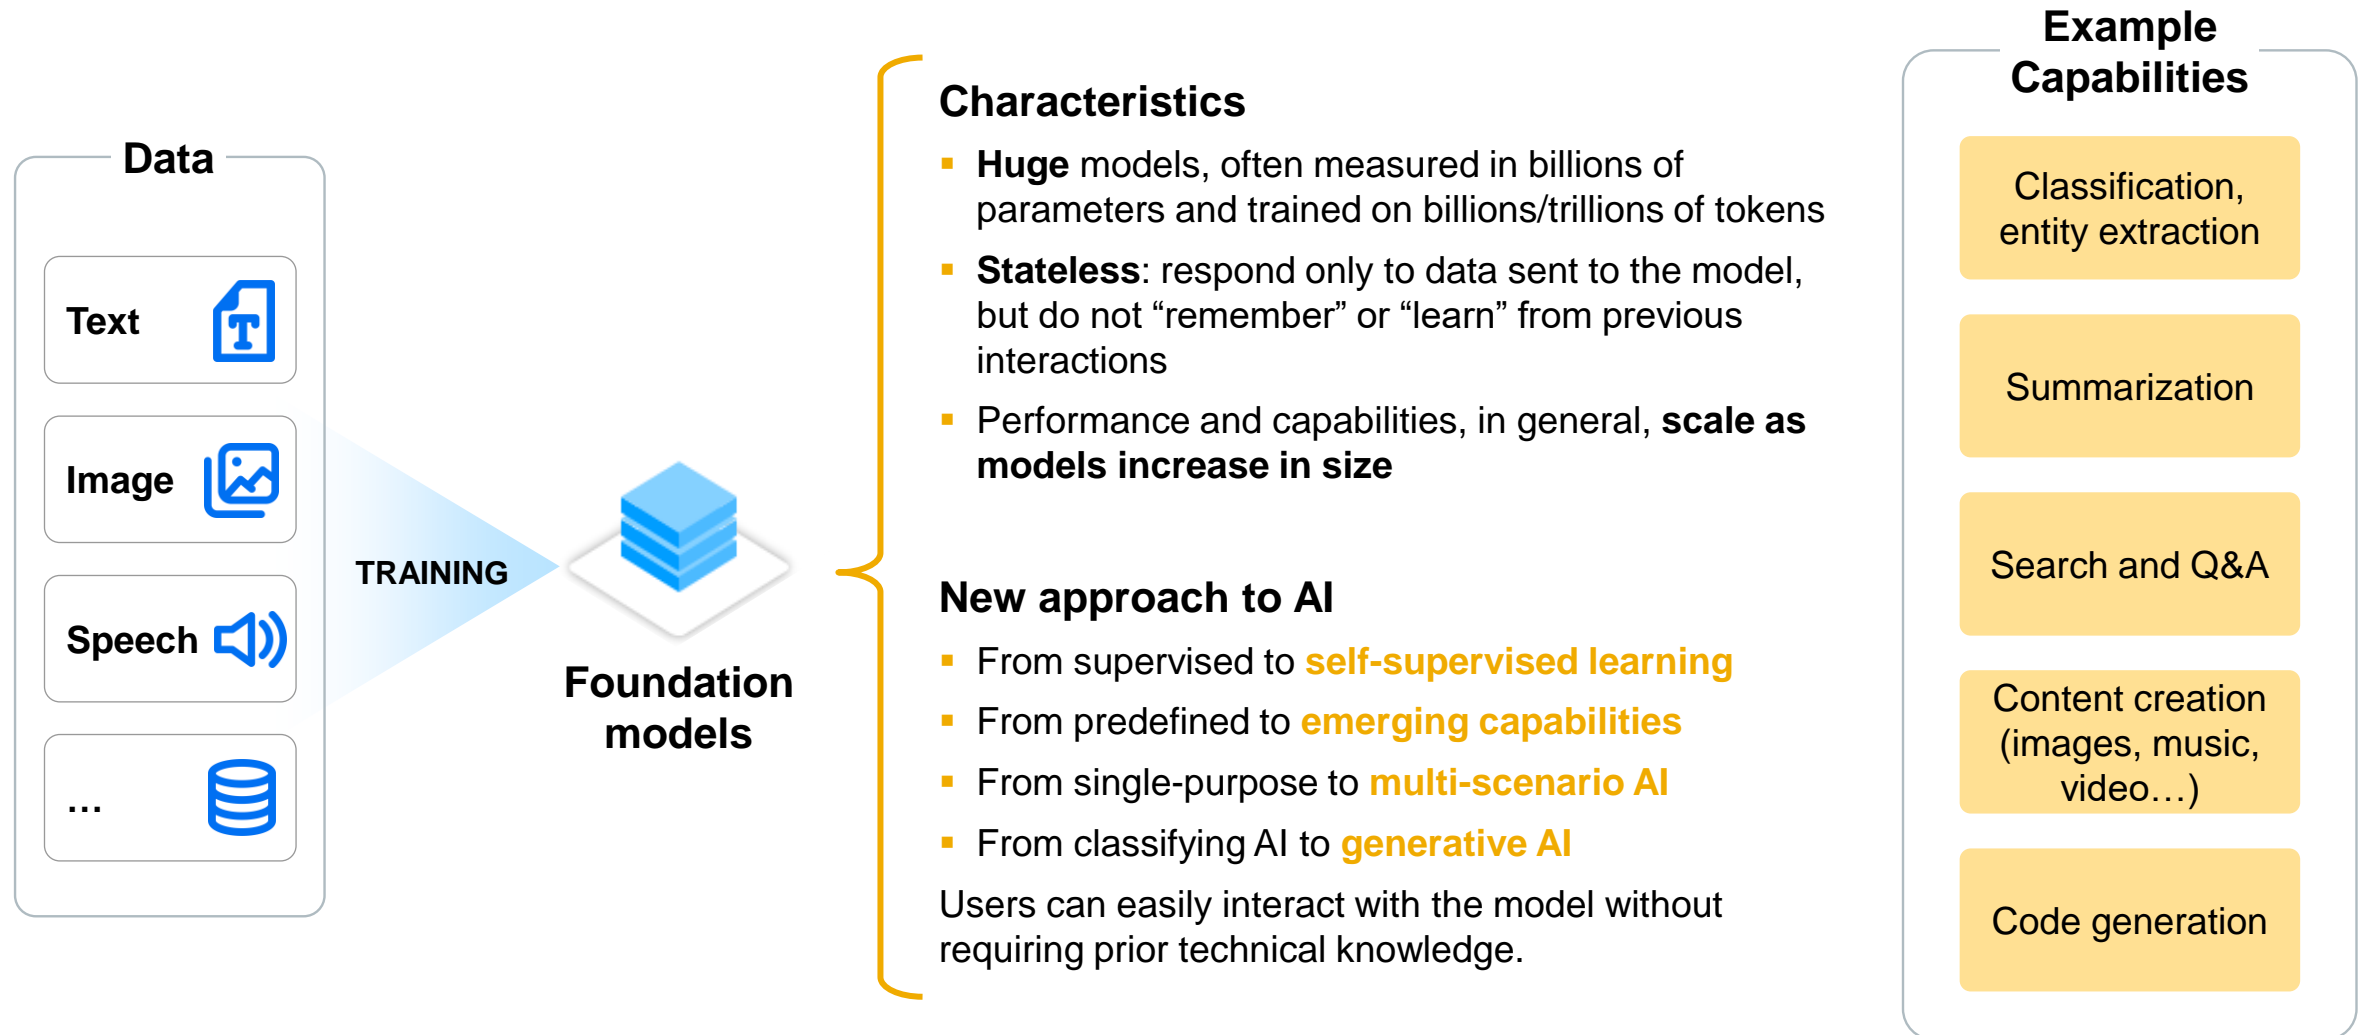 Data
Text
Image
Speech
…
TRAINING
Foundation
models
Characteristics
▪ Huge models, often measured in billions of
parameters and trained on billions/trillions of tokens
▪ Stateless: respond only to data sent to the model,
but do not “remember” or “learn” from previous
interactions
▪ Performance and capabilities, in general, scale as
models increase in size
New approach to AI
▪ From supervised to self-supervised learning
▪ From predefined to emerging capabilities
▪ From single-purpose to multi-scenario AI
▪ From classifying AI to generative AI
Users can easily interact with the model without
requiring prior technical knowledge.
Example
Capabilities
Classification,
entity extraction
Summarization
Search and Q&A
Content creation
(images, music,
video…)
Code generation